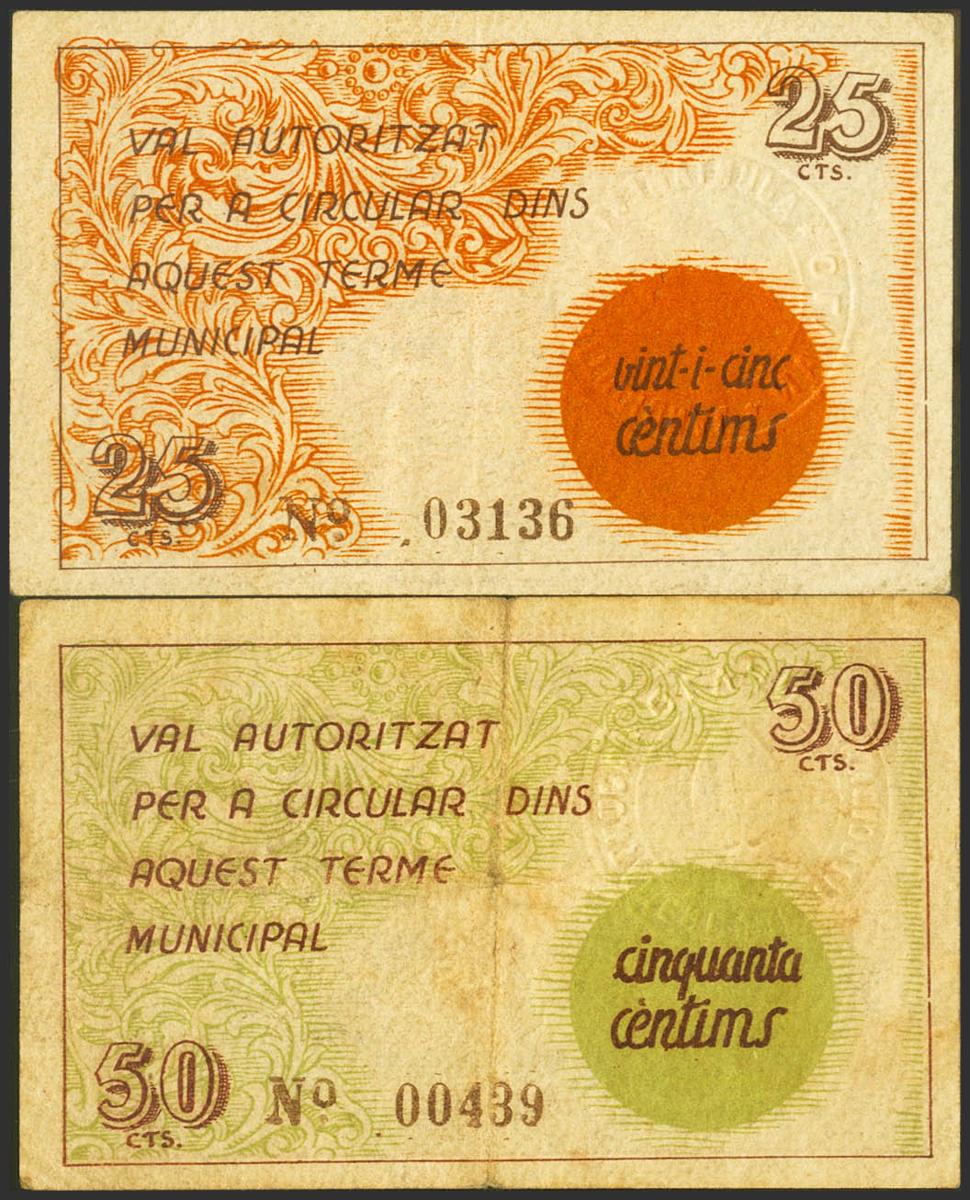 25
CTS.
VAL AUTORITZAT
PER A CIRCULAR DINS
AQUEST TERME
MUNICIPAL
vint-i-cinc
cèntims
25
CTS.
Nº 03136
50
CTS.
VAL AUTORITZAT
PER A CIRCULAR DINS
AQUEST TERME
MUNICIPAL
cinquanta
cèntims
50
CTS.
Nº 00439